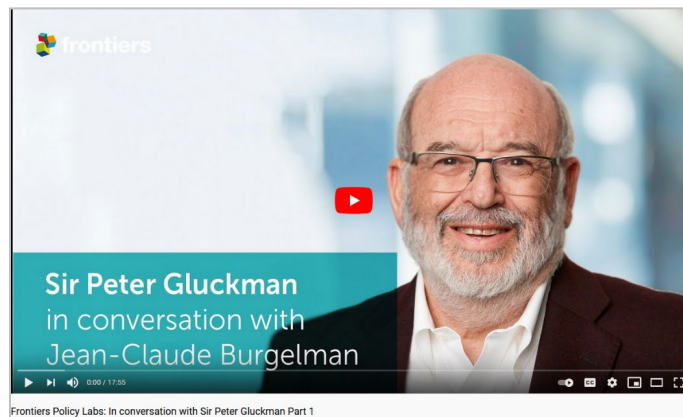 frontiers
Sir Peter Gluckman
in conversation with
Jean-Claude Burgelman
0:00 / 17:55
CC
Frontiers Policy Labs: In conversation with Sir Peter Gluckman Part 1